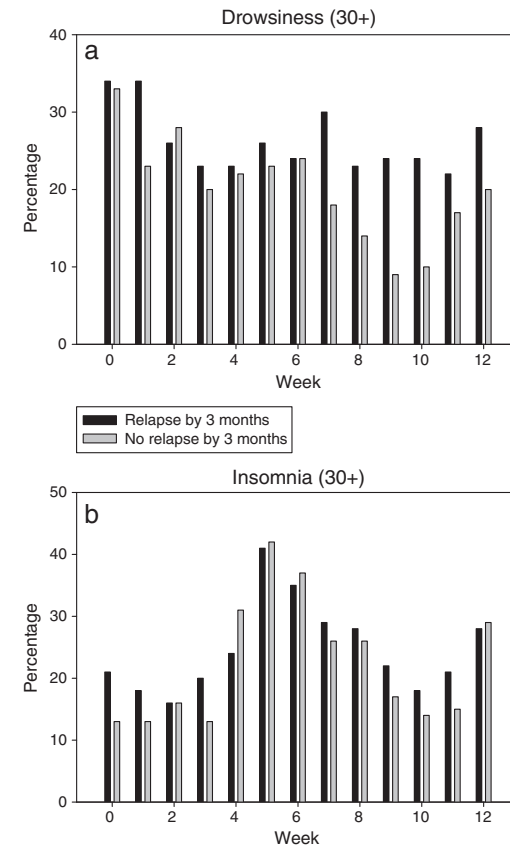 Drowsiness (30+)
a
40
30
20
10
0
Percentage
0 2 4 6 8 10 12
Week
Relapse by 3 months
No relapse by 3 months
Insomnia (30+)
b
50
40
30
20
10
0
Percentage
0 2 4 6 8 10 12
Week